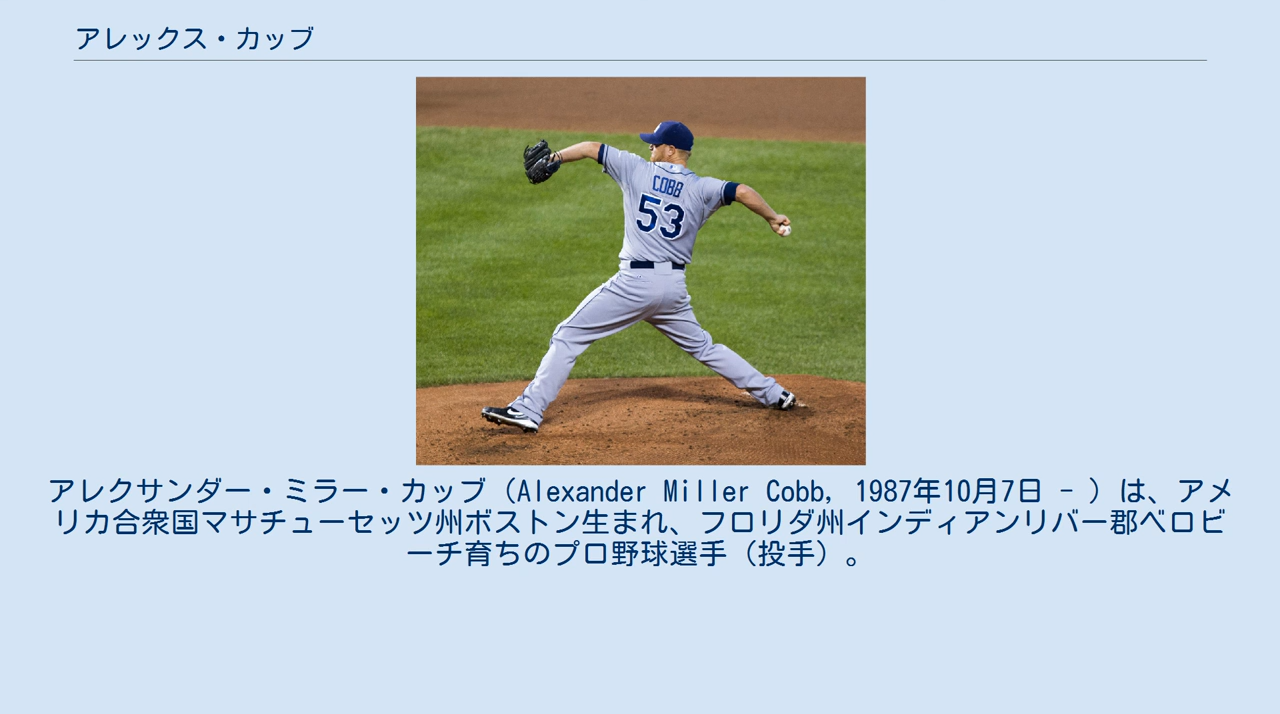 アレックス・カッブ
COBB
53
アレクサンダー・ミラー・カッブ（Alexander Miller Cobb, 1987年10月7日 - ）は、アメ
リカ合衆国マサチューセッツ州ボストン生まれ、フロリダ州インディアンリバー郡ベロビ
ーチ育ちのプロ野球選手（投手）。